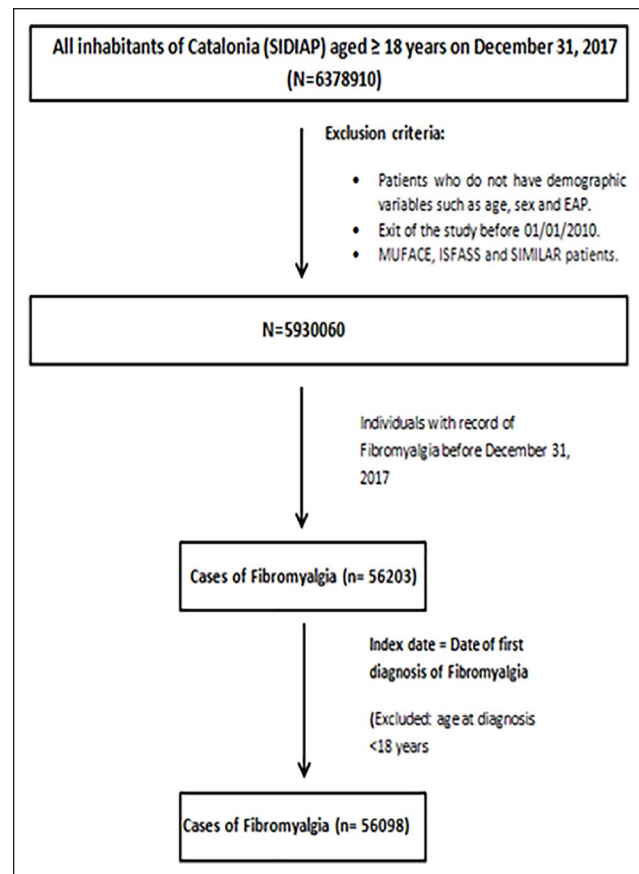 All inhabitants of Catalonia (SIDIAP) aged ≥ 18 years on December 31, 2017
(N=6378910)
Exclusion criteria:
• Patients who do not have demographic
variables such as age, sex and EAP.
• Exit of the study before 01/01/2010.
• MUFACE, ISFASS and SIMILAR patients.
N=5930060
Individuals with record of
Fibromyalgia before December 31,
2017
Cases of Fibromyalgia (n= 56203)
Index date = Date of first
diagnosis of Fibromyalgia
(Excluded: age at diagnosis
<18 years
Cases of Fibromyalgia (n= 56098)